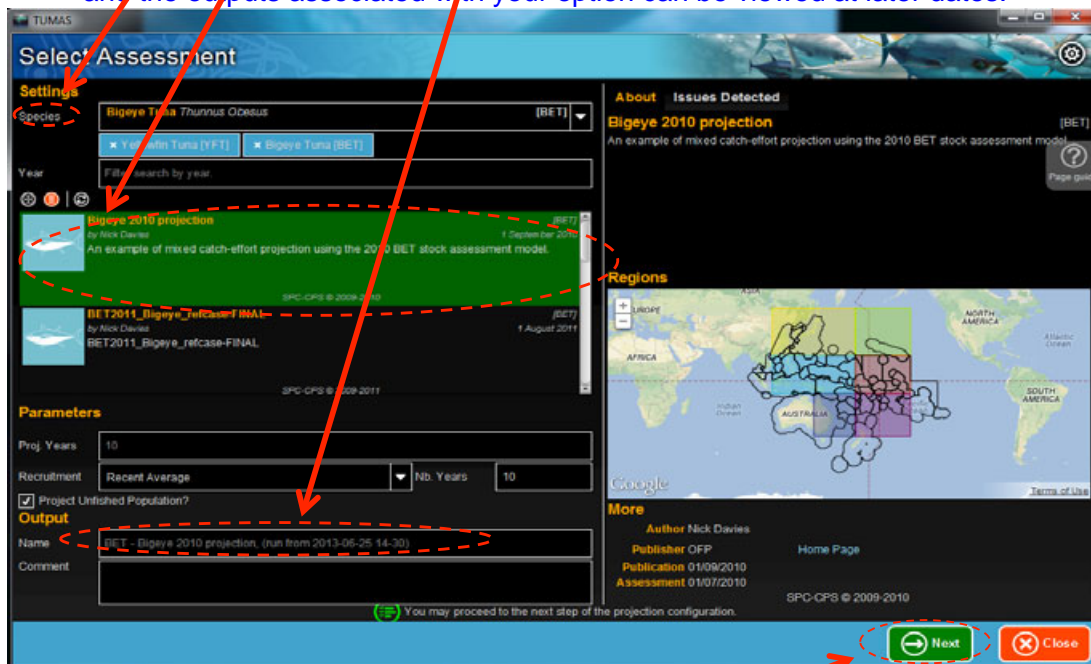 and the outputs associated with your option can be viewed at later dates.
TUMAS
Select Assessment
Settings
Species
Bigeye Tuna Thunnus Obesus [BET]
× Yellowfin Tuna [YFT] × Bigeye Tuna [BET]
Year
Filter search by year.
Bigeye 2010 projection [BET]
by Nick Davies 1 September 2010
An example of mixed catch-effort projection using the 2010 BET stock assessment model.
SPC-CPS © 2009-2010
BET2011_Bigeye_refcase-FINAL [BET]
by Nick Davies 1 August 2011
BET2011_Bigeye_refcase-FINAL
SPC-CPS © 2009-2011
Parameters
Proj. Years 10
Recruitment Recent Average Nb. Years 10
Project Unfished Population?
Output
Name BET - Bigeye 2010 projection, (run from 2013-06-25 14-30)
Comment
You may proceed to the next step of the projection configuration.
About Issues Detected
Bigeye 2010 projection [BET]
An example of mixed catch-effort projection using the 2010 BET stock assessment model.
Page guide
Regions
EUROPE
ASIA
NORTH AMERICA
Atlantic Ocean
AFRICA
Indian Ocean
AUSTRALIA
SOUTH AMERICA
Google
Terms of Use
More
Author Nick Davies
Publisher OFP Home Page
Publication 01/09/2010
Assessment 01/07/2010
SPC-CPS © 2009-2010
Next
Close